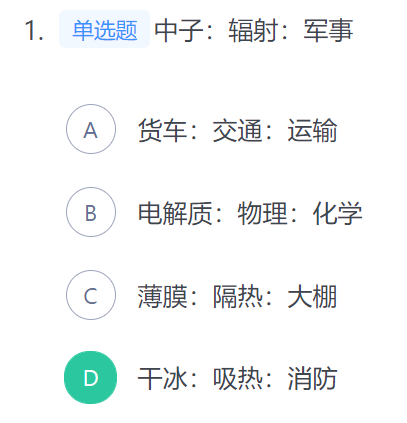 1. 单选题 中子：辐射：军事
A 货车：交通：运输
B 电解质：物理：化学
C 薄膜：隔热：大棚
D 干冰：吸热：消防